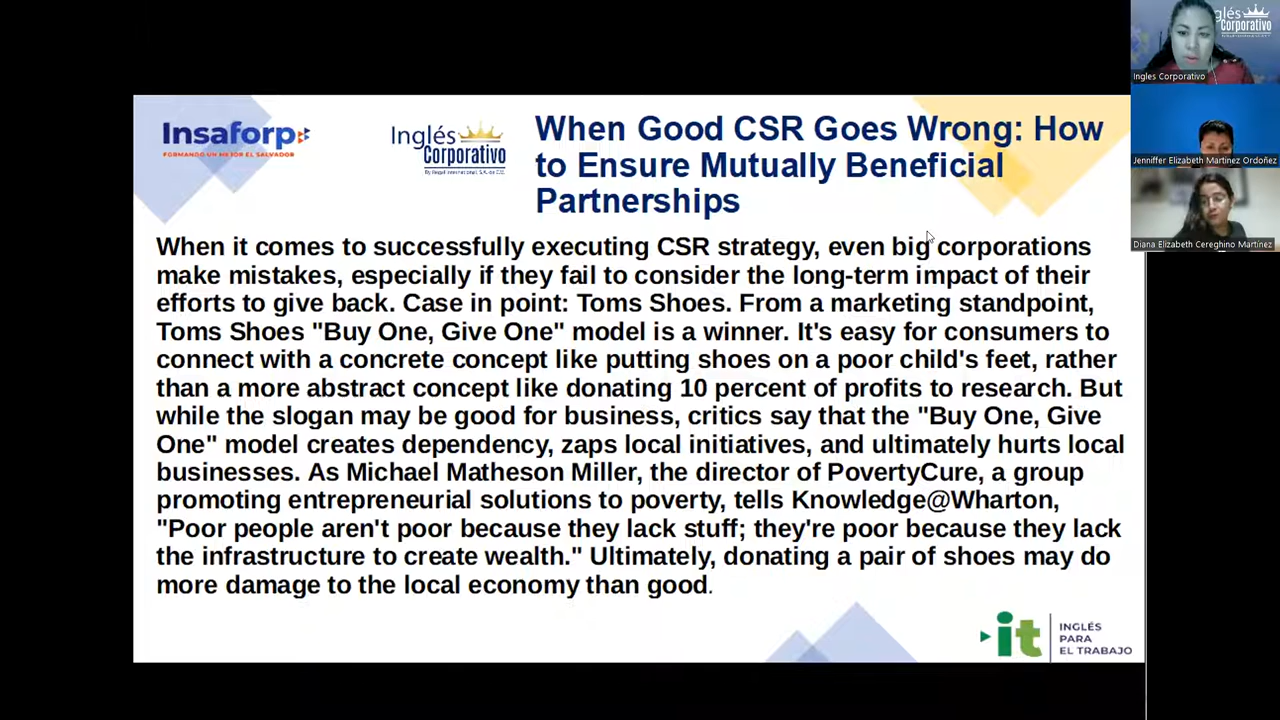 Insaforp
FORMANDO UN MEJOR EL SALVADOR
Inglés
Corporativo
By Regal International, S.A. de C.V.
When Good CSR Goes Wrong: How
to Ensure Mutually Beneficial
Partnerships
When it comes to successfully executing CSR strategy, even big corporations
make mistakes, especially if they fail to consider the long-term impact of their
efforts to give back. Case in point: Toms Shoes. From a marketing standpoint,
Toms Shoes "Buy One, Give One" model is a winner. It's easy for consumers to
connect with a concrete concept like putting shoes on a poor child's feet, rather
than a more abstract concept like donating 10 percent of profits to research. But
while the slogan may be good for business, critics say that the "Buy One, Give
One" model creates dependency, zaps local initiatives, and ultimately hurts local
businesses. As Michael Matheson Miller, the director of PovertyCure, a group
promoting entrepreneurial solutions to poverty, tells Knowledge@Wharton,
"Poor people aren't poor because they lack stuff; they're poor because they lack
the infrastructure to create wealth." Ultimately, donating a pair of shoes may do
more damage to the local economy than good.
it
INGLÉS
PARA
EL TRABAJO
glés
Corporativo
Ingles Corporativo
Jenniffer Elizabeth Martinez Ordoñez
Diana Elizabeth Cereghino Martínez